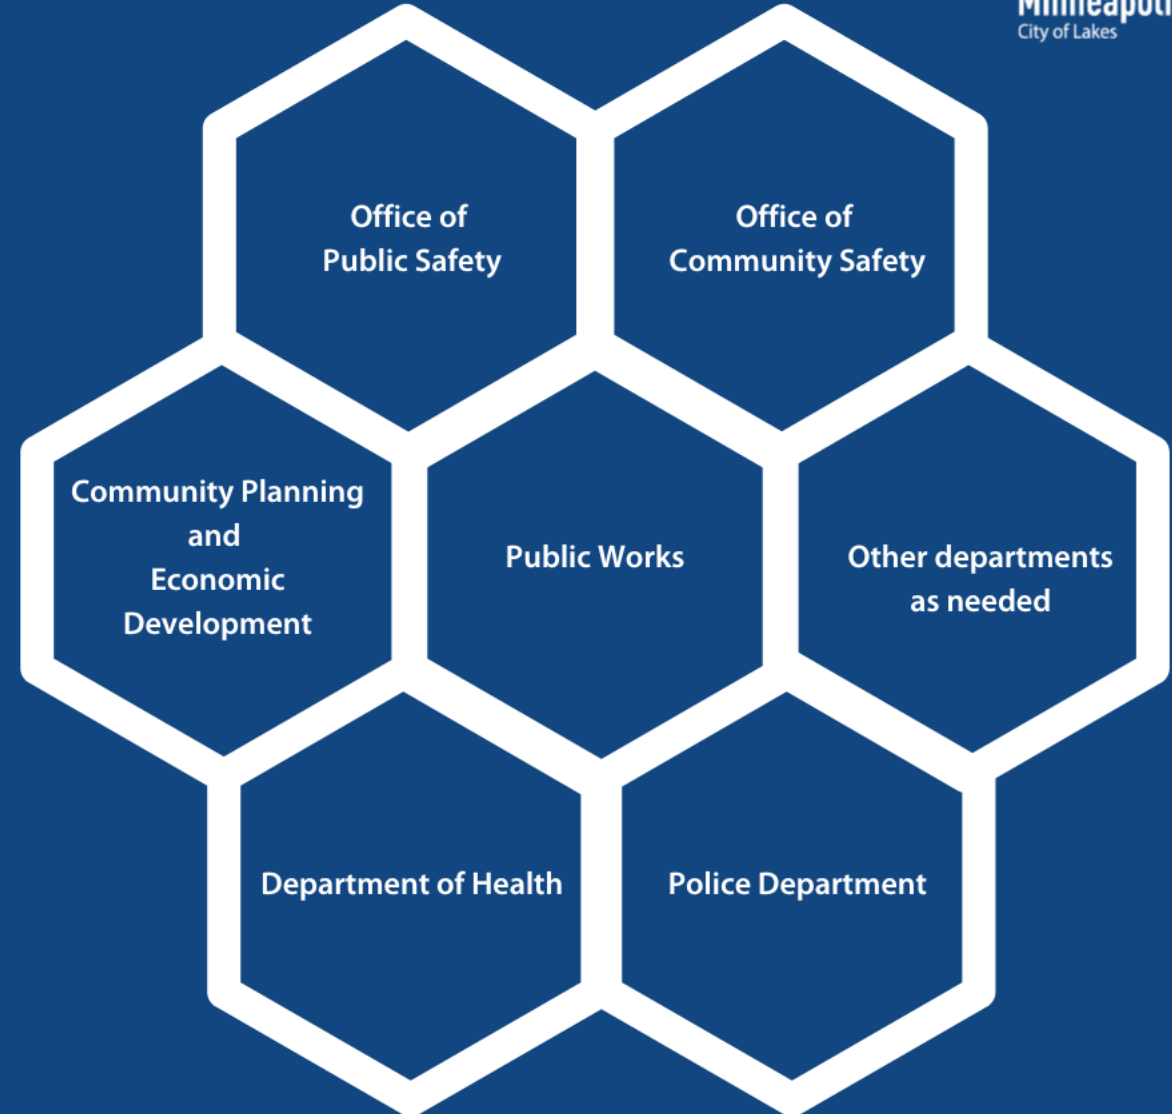 City of Lakes
Office of
Public Safety
Office of
Community Safety
Community Planning
and
Economic
Development
Public Works
Other departments
as needed
Department of Health
Police Department